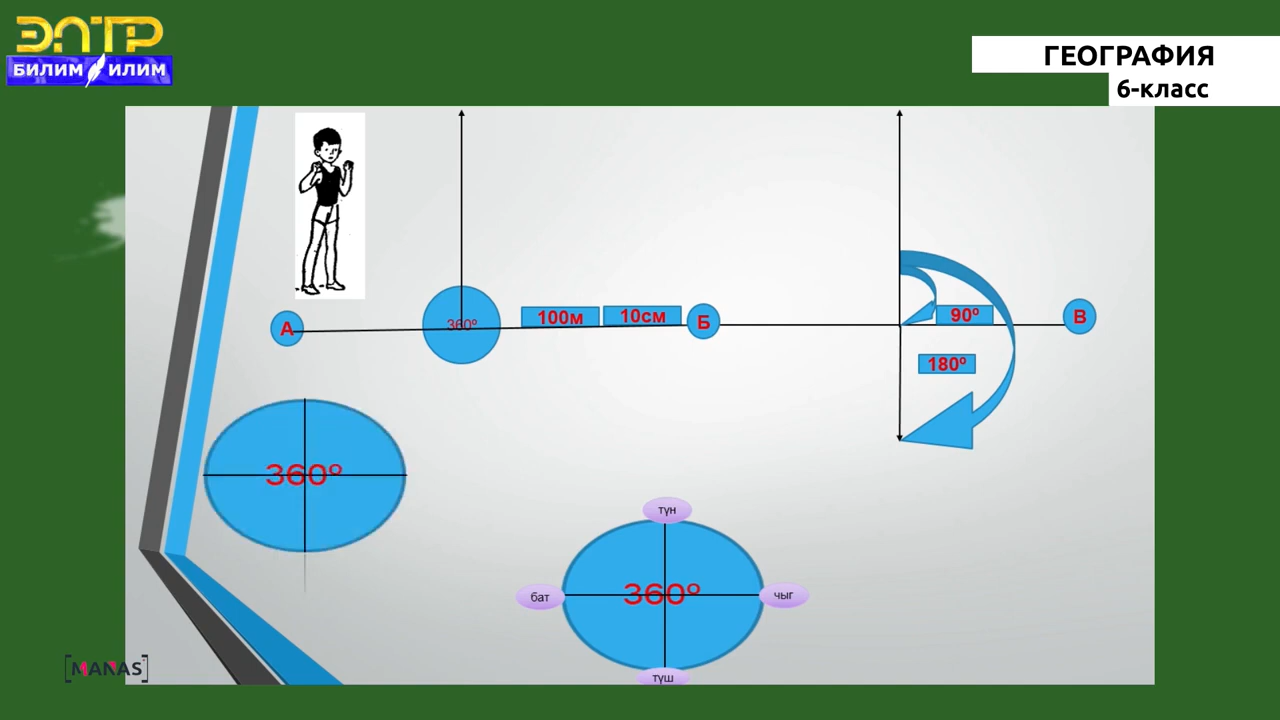 ЭЛТР
БИЛИМ ИЛИМ
ГЕОГРАФИЯ
6-класс
А
360º
100м
10см
Б
90º
В
180º
360º
түн
бат
360º
чыг
түш
[MANAS]